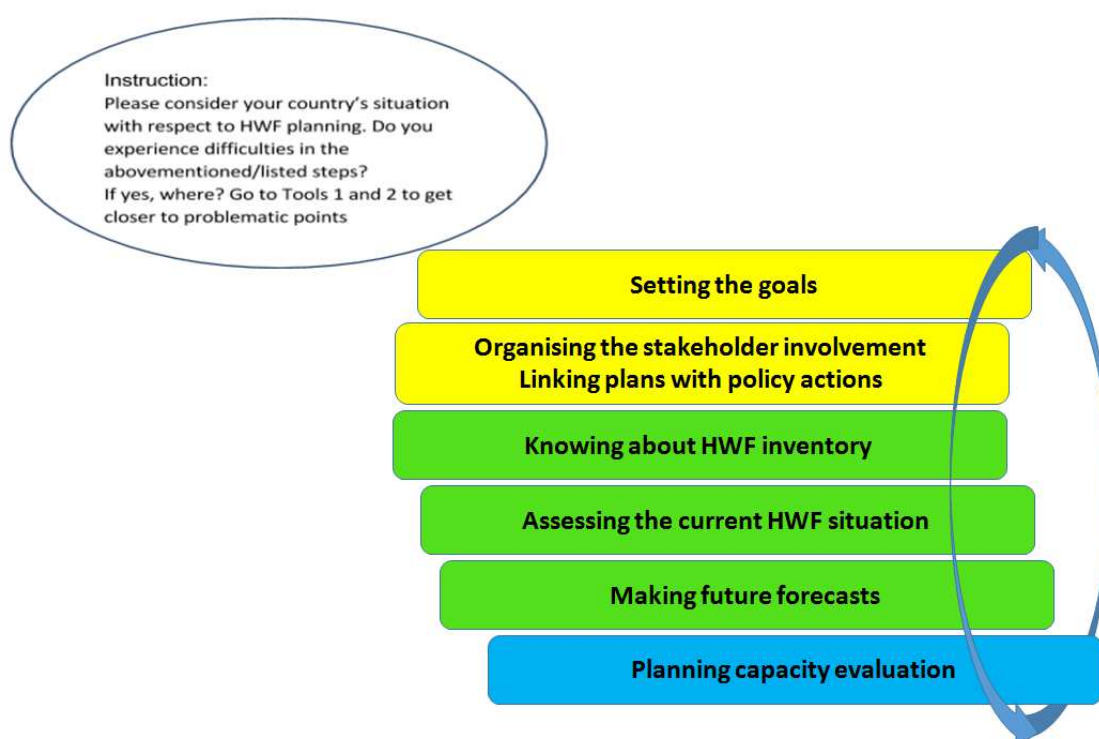 Instruction:
Please consider your country's situation
with respect to HWF planning. Do you
experience difficulties in the
abovementioned/listed steps?
If yes, where? Go to Tools 1 and 2 to get
closer to problematic points
Setting the goals
Organising the stakeholder involvement
Linking plans with policy actions
Knowing about HWF inventory
Assessing the current HWF situation
Making future forecasts
Planning capacity evaluation